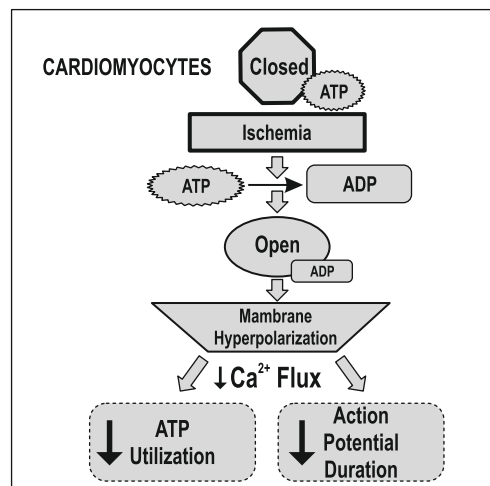 CARDIOMYOCYTES
Closed
ATP
Ischemia
ATP
ADP
Open
ADP
Mambrane
Hyperpolarization
↓Ca²⁺ Flux
ATP
Utilization
Action
Potential
Duration